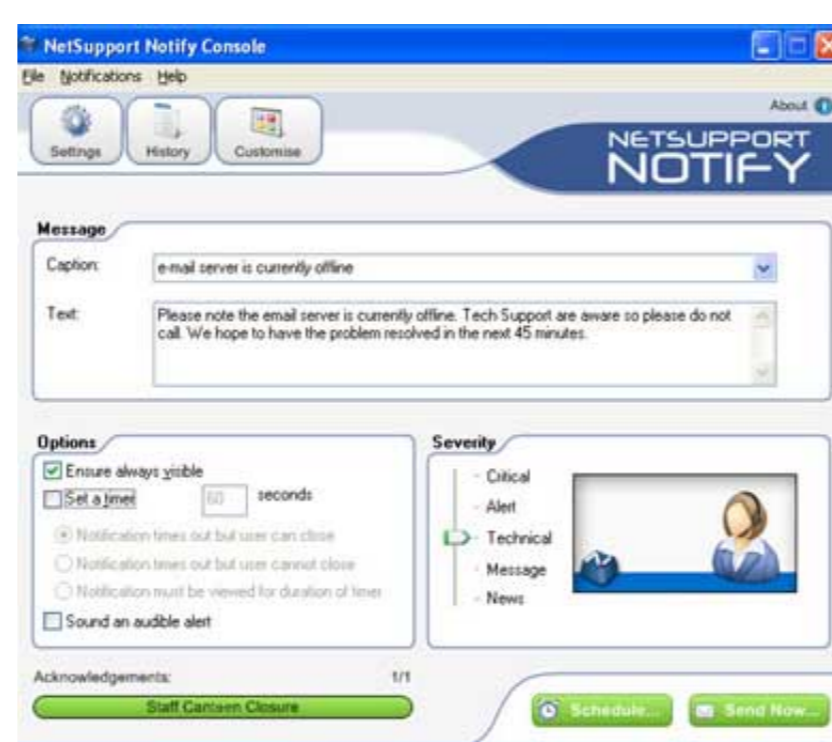 NetSupport Notify Console
File Notifications Help
Settings History Customise
About
NETSUPPORT
NOTIFY
Message
Caption: e-mail server is currently offline
Text: Please note the email server is currently offline. Tech Support are aware so please do not
call. We hope to have the problem resolved in the next 45 minutes.
Options
Ensure always visible
Set a timer 60 seconds
Notification times out but user can close
Notification times out but user cannot close
Notification must be viewed for duration of timer
Sound an audible alert
Severity
Critical
Alert
Technical
Message
News
Acknowledgements: 1/1
Staff Canteen Closure
Schedule... Send Now...